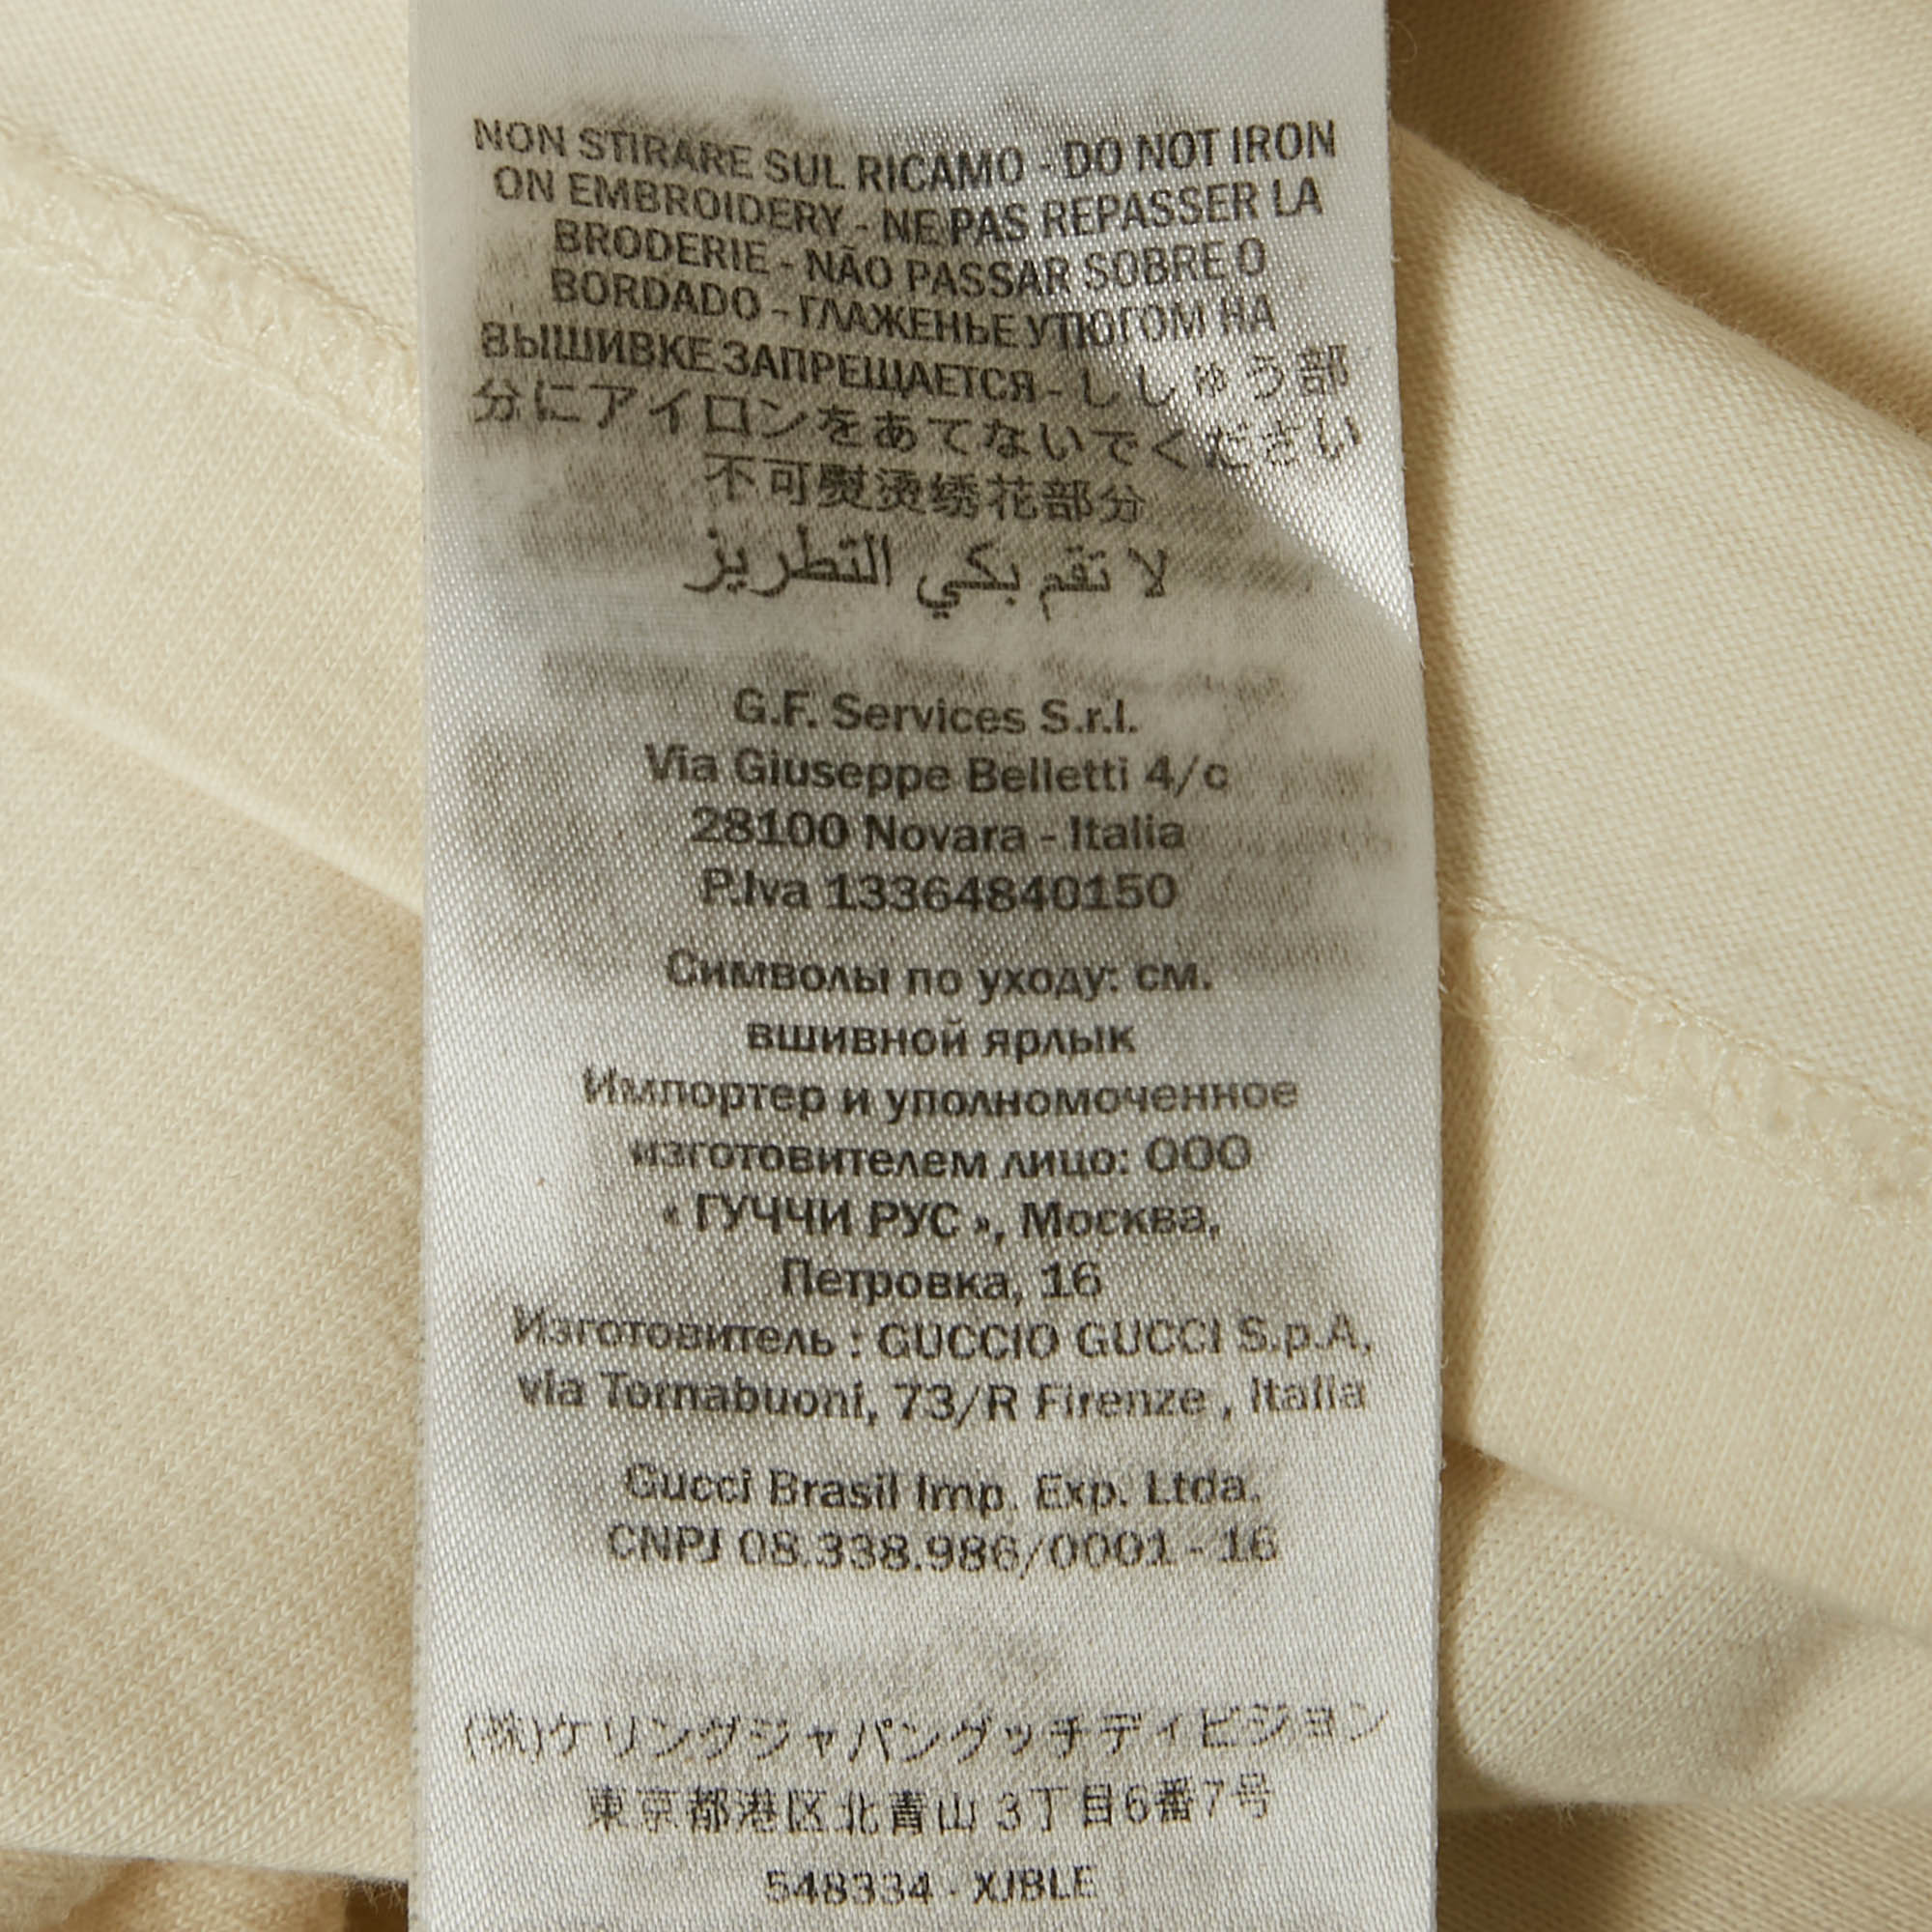 NON STIRARE SUL RICAMO - DO NOT IRON
ON EMBROIDERY - NE PAS REPASSER LA
BRODERIE - NÃO PASSAR SOBRE O
BORDADO - ГЛАЖЕНЬЕ УТЮГОМ НА
ВЫШИВКЕ ЗАПРЕЩАЕТСЯ - ししゅう部
分にアイロンをあてないでください
不可熨烫绣花部分
لا تقم بكي التطريز
G.F. Services S.r.l.
Via Giuseppe Belletti 4/c
28100 Novara - Italia
P.Iva 13364840150
Символы по уходу: см.
вшивной ярлык
Импортер и уполномоченное
изготовителем лицо: ООО
« ГУЧЧИ РУС », Москва,
Петровка, 16
Изготовитель : GUCCIO GUCCI S.p.A,
via Tornabuoni, 73/R Firenze , Italia
Gucci Brasil Imp. Exp. Ltda.
CNPJ 08.338.986/0001 - 16
(株)ケリングジャパングッチディビジョン
東京都港区北青山 3丁目6番7号
548334 - XJBLE